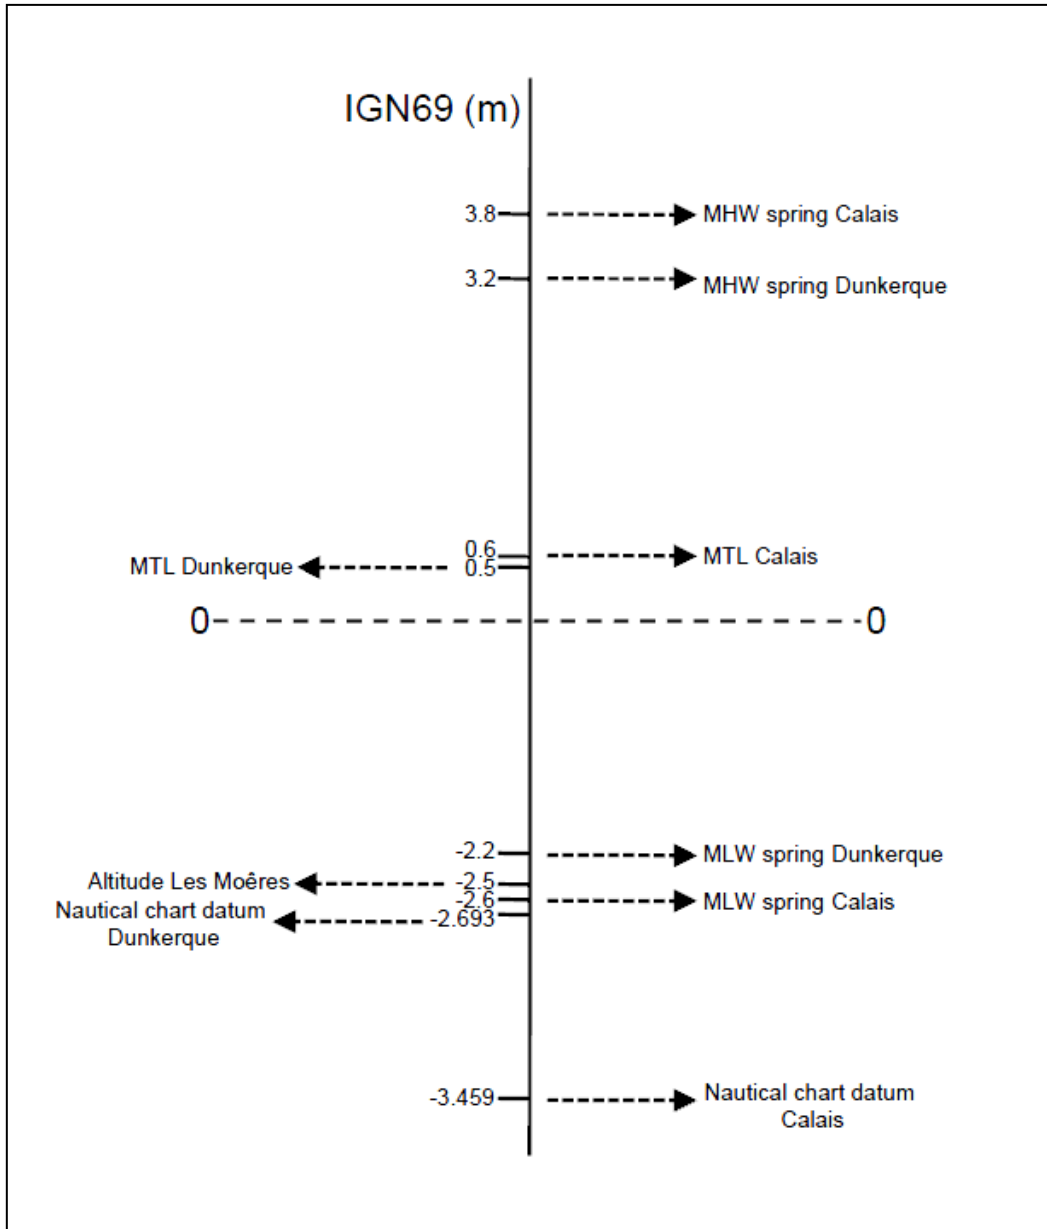 IGN69 (m)
3.8 MHW spring Calais
3.2 MHW spring Dunkerque
0.6 MTL Calais
MTL Dunkerque 0.5
0 0
-2.2 MLW spring Dunkerque
Altitude Les Moêres -2.5
-2.6 MLW spring Calais
Nautical chart datum
Dunkerque
-2.693
-3.459
Nautical chart datum
Calais